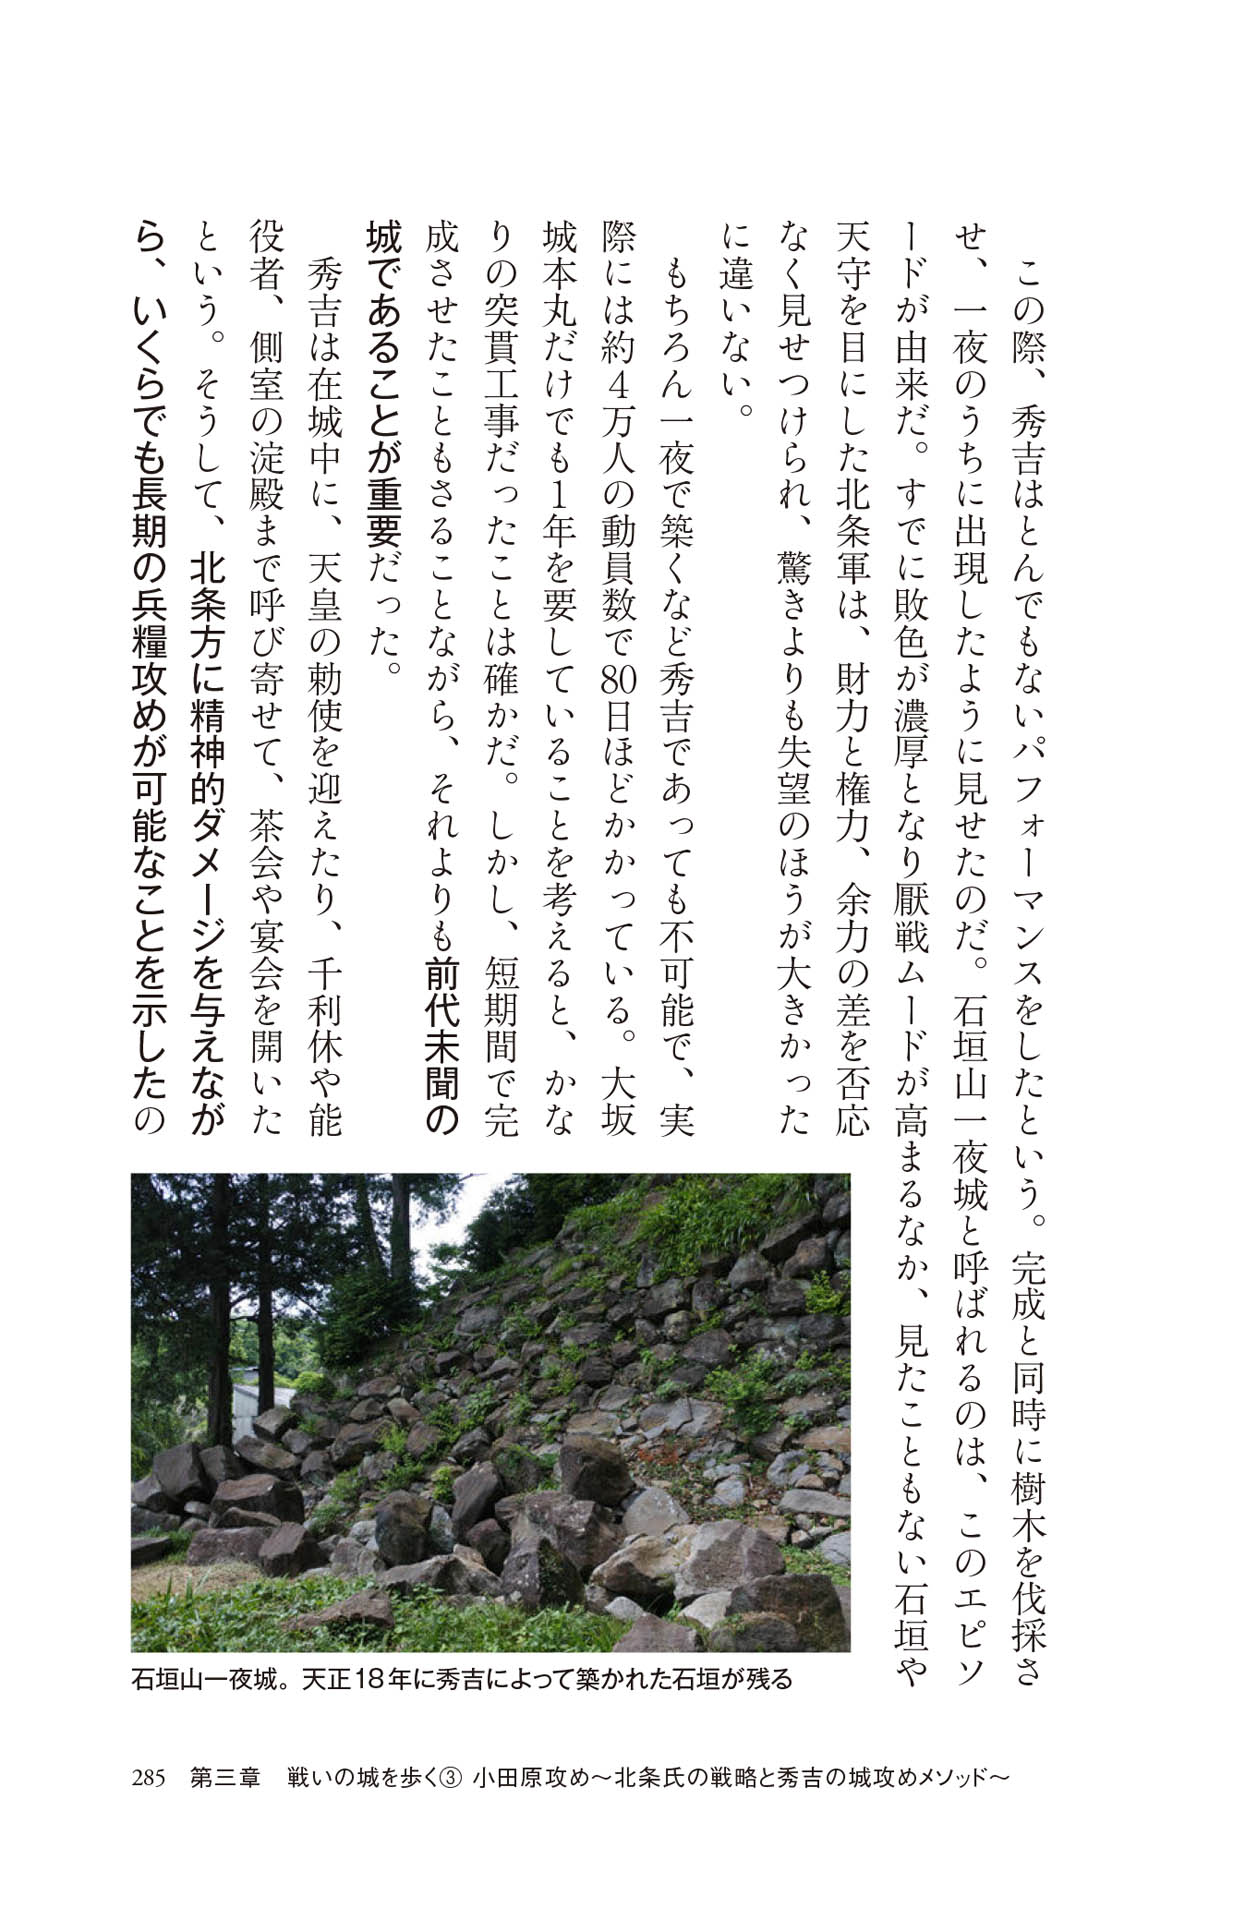 この際、秀吉はとんでもないパフォーマンスをしたという。完成と同時に樹木を伐採さ
せ、一夜のうちに出現したように見せたのだ。石垣山一夜城と呼ばれるのは、このエピソ
ードが由来だ。すでに敗色が濃厚となり厭戦ムードが高まるなか、見たこともない石垣や
天守を目にした北条軍は、財力と権力、余力の差を否応
なく見せつけられ、驚きよりも失望のほうが大きかった
に違いない。
　もちろん一夜で築くなど秀吉であっても不可能で、実
際には約４万人の動員数で80日ほどかかっている。大坂
城本丸だけでも１年を要していることを考えると、かな
りの突貫工事だったことは確かだ。しかし、短期間で完
成させたこともさることながら、それよりも前代未聞の
城であることが重要だった。
　秀吉は在城中に、天皇の勅使を迎えたり、千利休や能
役者、側室の淀殿まで呼び寄せて、茶会や宴会を開いた
という。そうして、北条方に精神的ダメージを与えなが
ら、いくらでも長期の兵糧攻めが可能なことを示したの
石垣山一夜城。天正18年に秀吉によって築かれた石垣が残る
285　第三章　戦いの城を歩く③ 小田原攻め〜北条氏の戦略と秀吉の城攻めメソッド〜